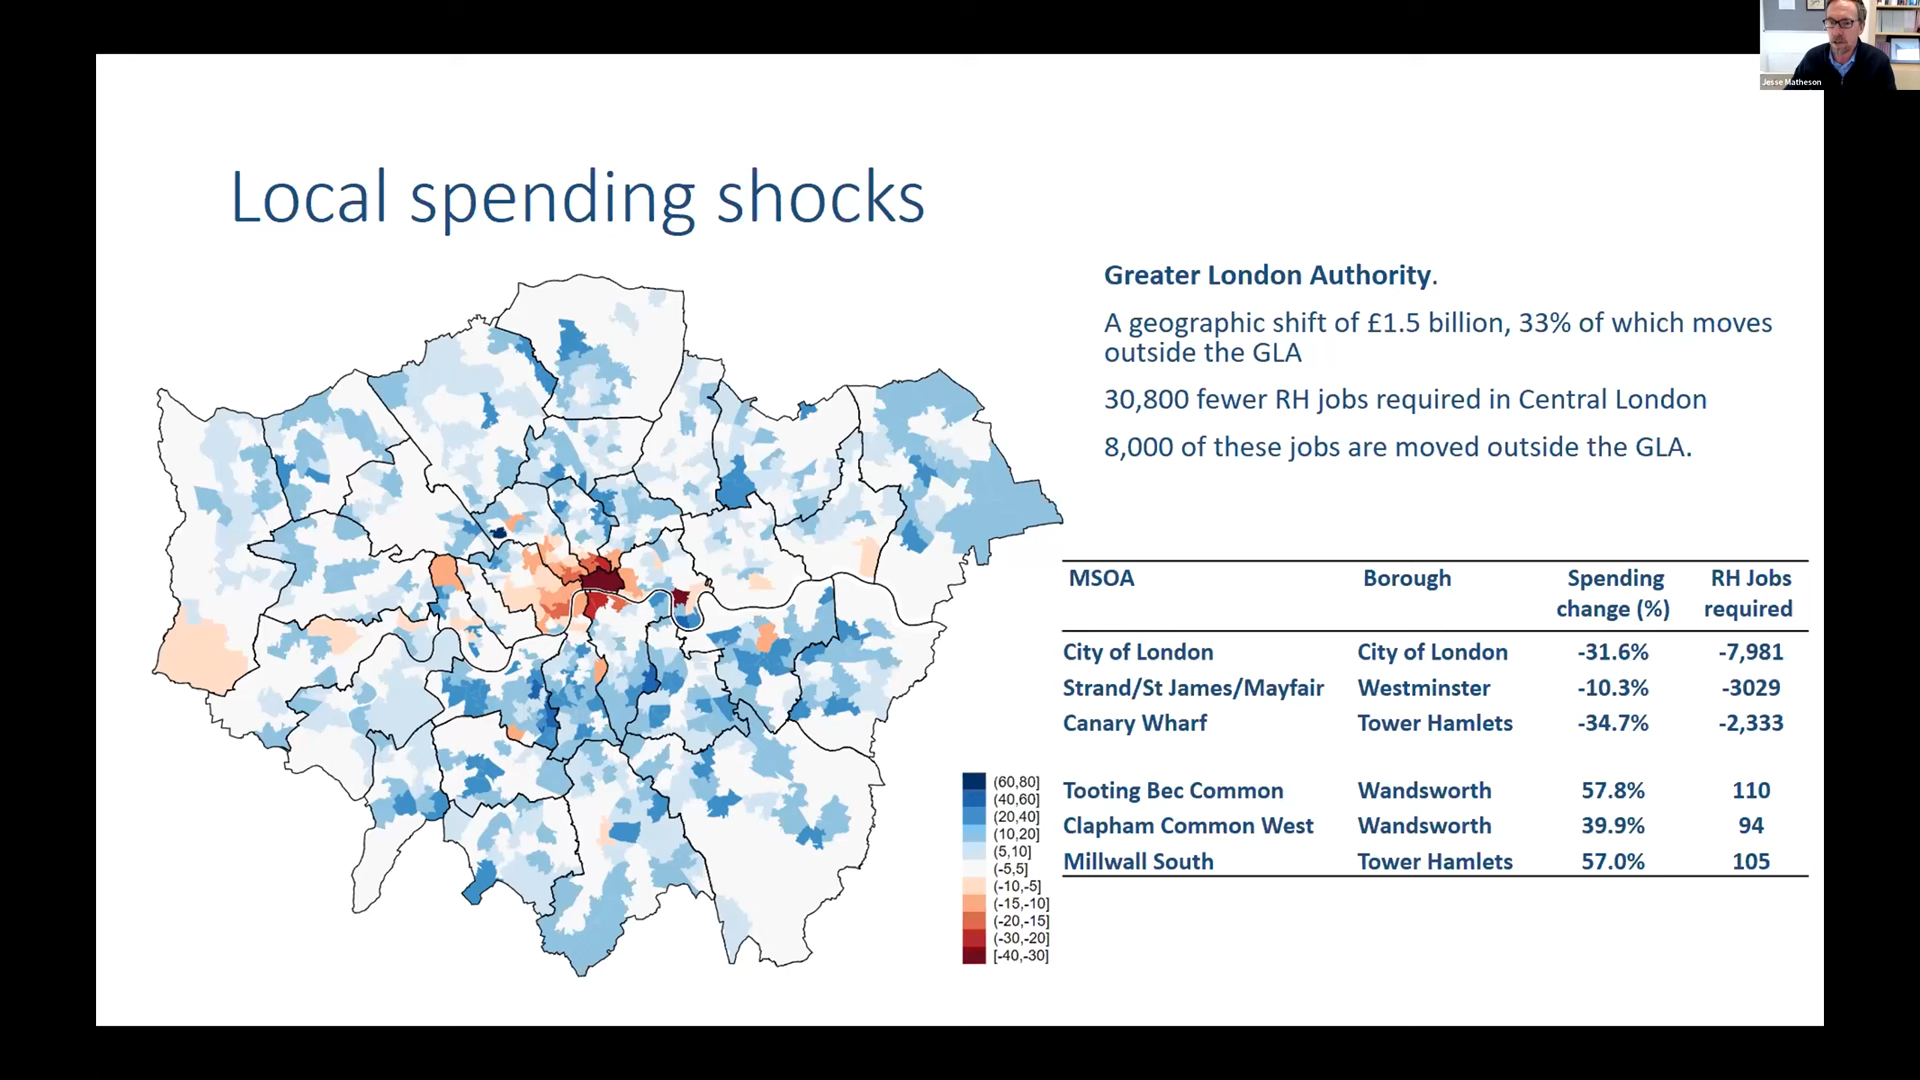 Jesse Matheson
Local spending shocks
Greater London Authority.
A geographic shift of £1.5 billion, 33% of which moves
outside the GLA
30,800 fewer RH jobs required in Central London
8,000 of these jobs are moved outside the GLA.
MSOA Borough Spending change (%) RH Jobs required
City of London City of London -31.6% -7,981
Strand/St James/Mayfair Westminster -10.3% -3029
Canary Wharf Tower Hamlets -34.7% -2,333
Tooting Bec Common Wandsworth 57.8% 110
Clapham Common West Wandsworth 39.9% 94
Millwall South Tower Hamlets 57.0% 105
(60,80]
(40,60]
(20,40]
(10,20]
(5,10]
(-5,5]
(-10,-5]
(-15,-10]
(-20,-15]
(-30,-20]
[-40,-30]